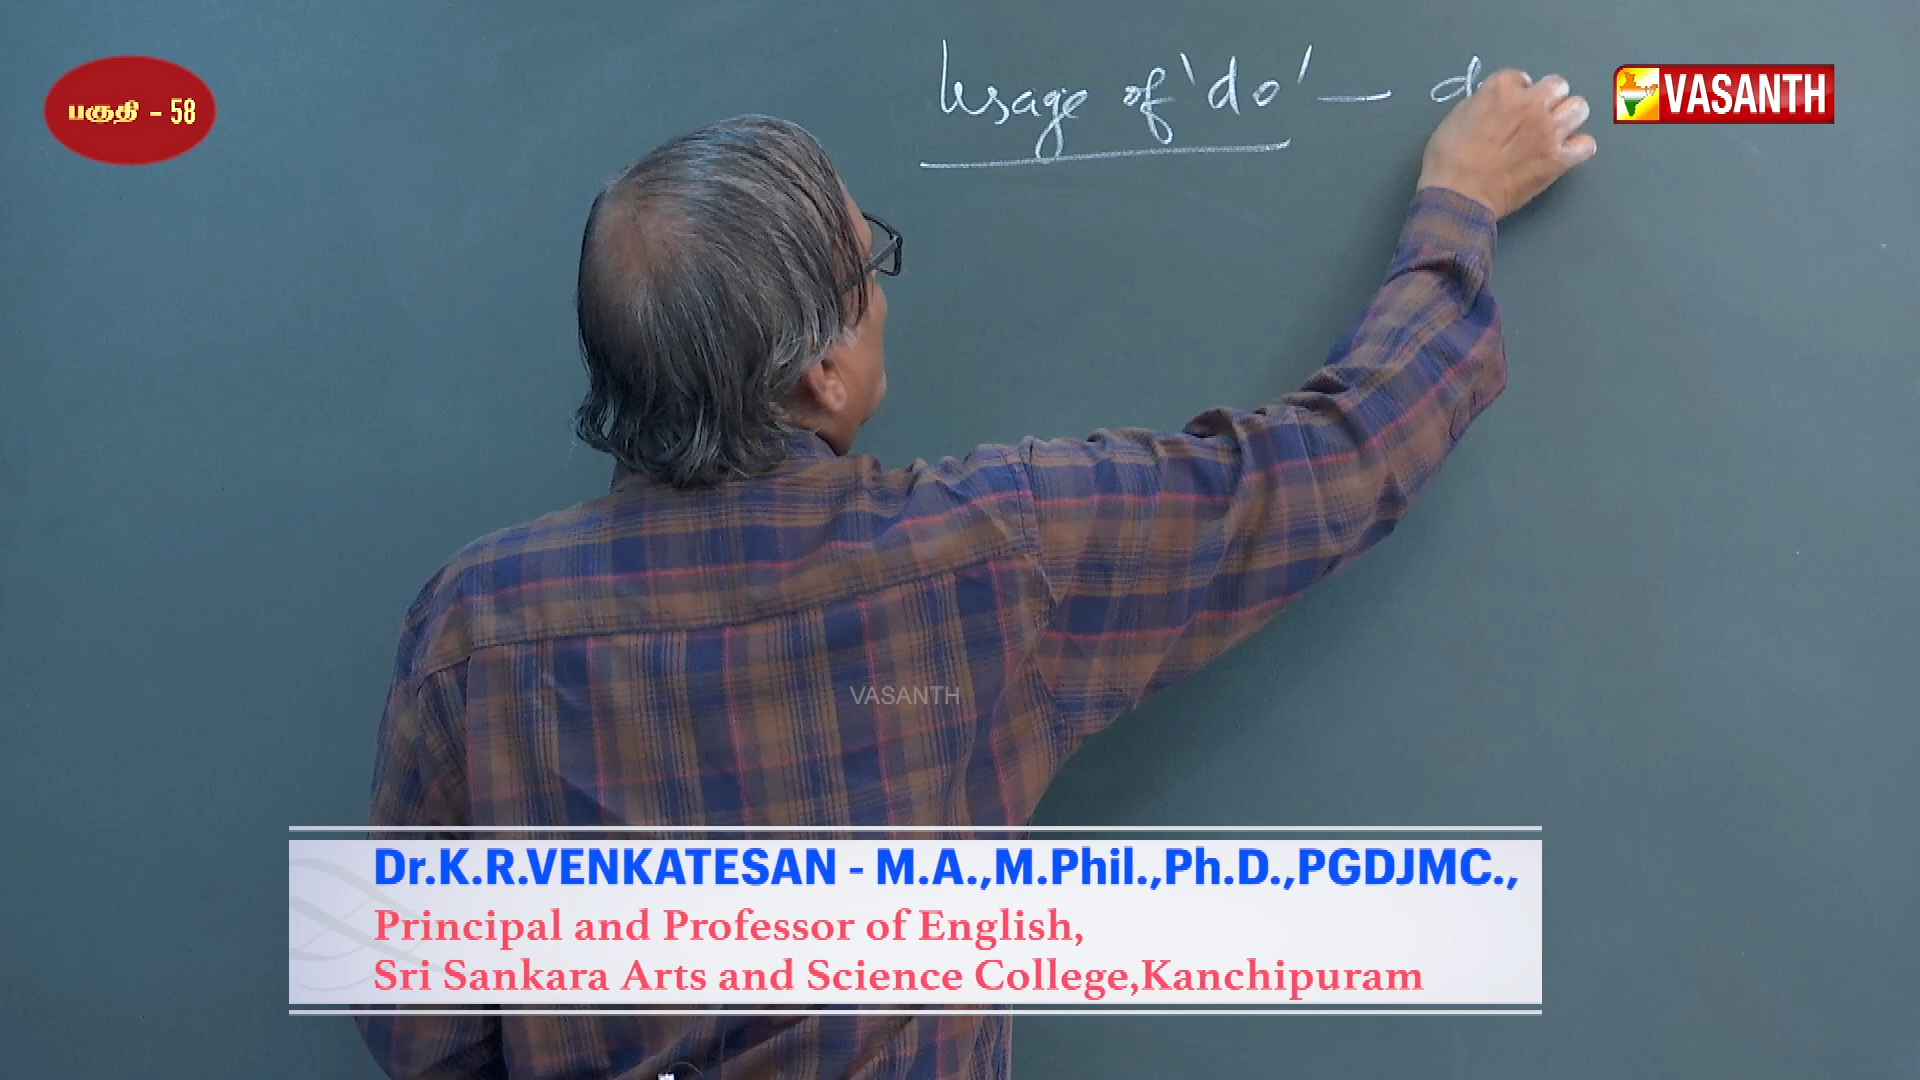 Usage of 'do' — d
பகுதி - 58
VASANTH
VASANTH
Dr.K.R.VENKATESAN - M.A.,M.Phil.,Ph.D.,PGDJMC.,
Principal and Professor of English,
Sri Sankara Arts and Science College,Kanchipuram